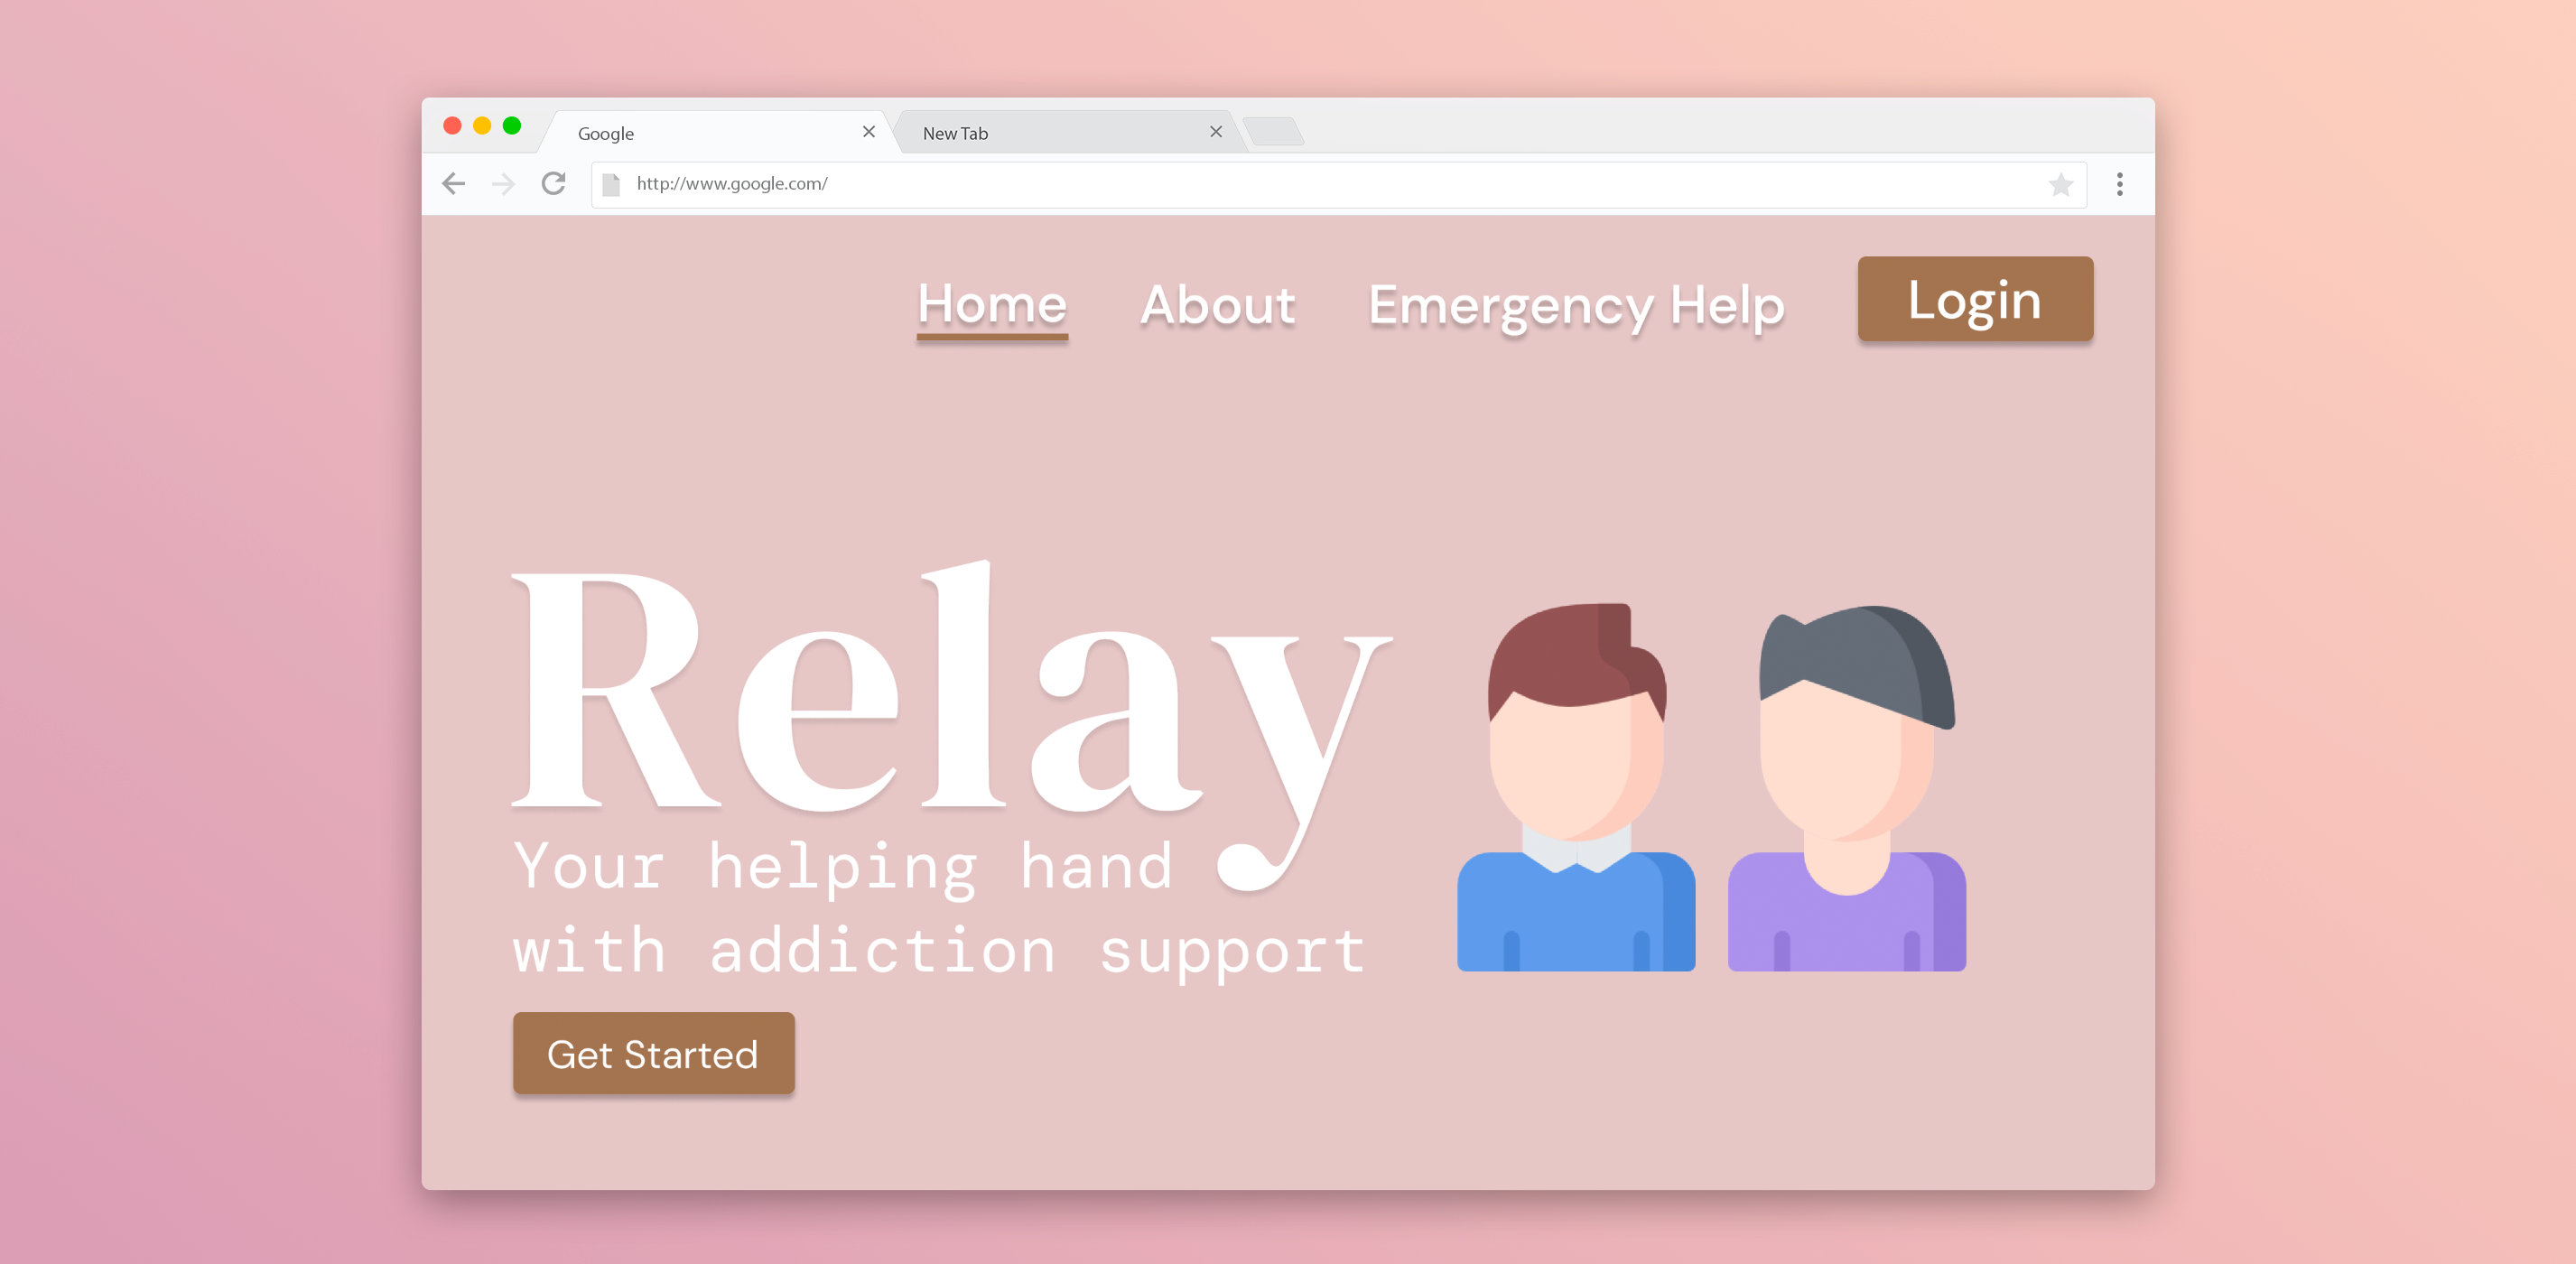 Google
New Tab
http://www.google.com/
Home About Emergency Help Login
Relay
Your helping hand
with addiction support
Get Started